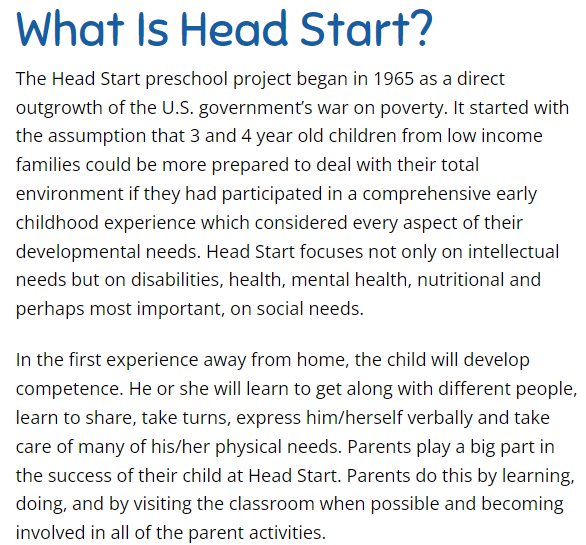 What Is Head Start?
The Head Start preschool project began in 1965 as a direct
outgrowth of the U.S. government’s war on poverty. It started with
the assumption that 3 and 4 year old children from low income
families could be more prepared to deal with their total
environment if they had participated in a comprehensive early
childhood experience which considered every aspect of their
developmental needs. Head Start focuses not only on intellectual
needs but on disabilities, health, mental health, nutritional and
perhaps most important, on social needs.
In the first experience away from home, the child will develop
competence. He or she will learn to get along with different people,
learn to share, take turns, express him/herself verbally and take
care of many of his/her physical needs. Parents play a big part in
the success of their child at Head Start. Parents do this by learning,
doing, and by visiting the classroom when possible and becoming
involved in all of the parent activities.